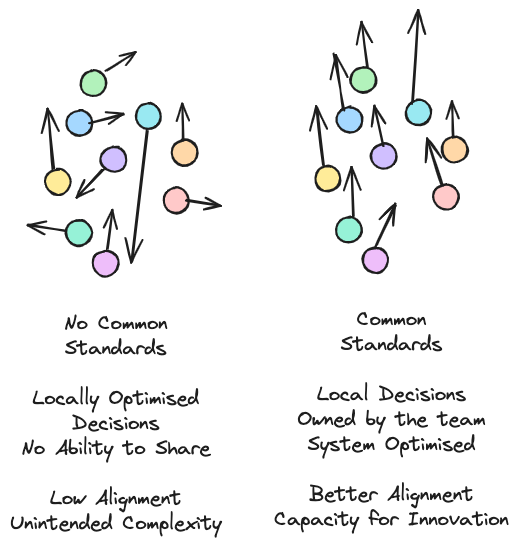 No Common
Standards
Locally Optimised
Decisions
No Ability to Share
Low Alignment
Unintended Complexity
Common
Standards
Local Decisions
Owned by the team
System Optimised
Better Alignment
Capacity for Innovation